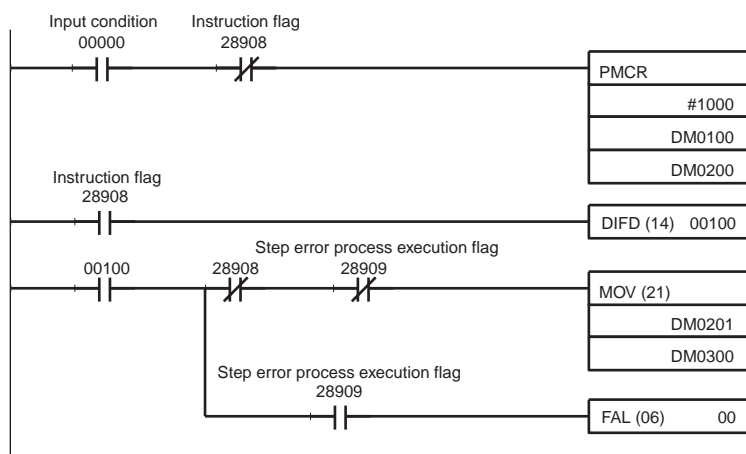 Input condition Instruction flag
00000 28908
PMCR
#1000
DM0100
DM0200
Instruction flag
28908
DIFD (14) 00100
Step error process execution flag
00100 28908 28909
MOV (21)
DM0201
DM0300
Step error process execution flag
28909
FAL (06) 00